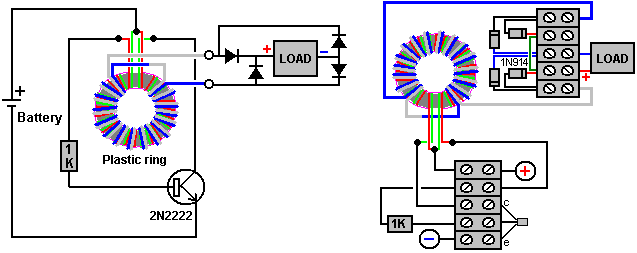 +
Battery
1
K
Plastic ring
2N2222
+
LOAD
−
1N914
LOAD
+
+
1K
c
−
e